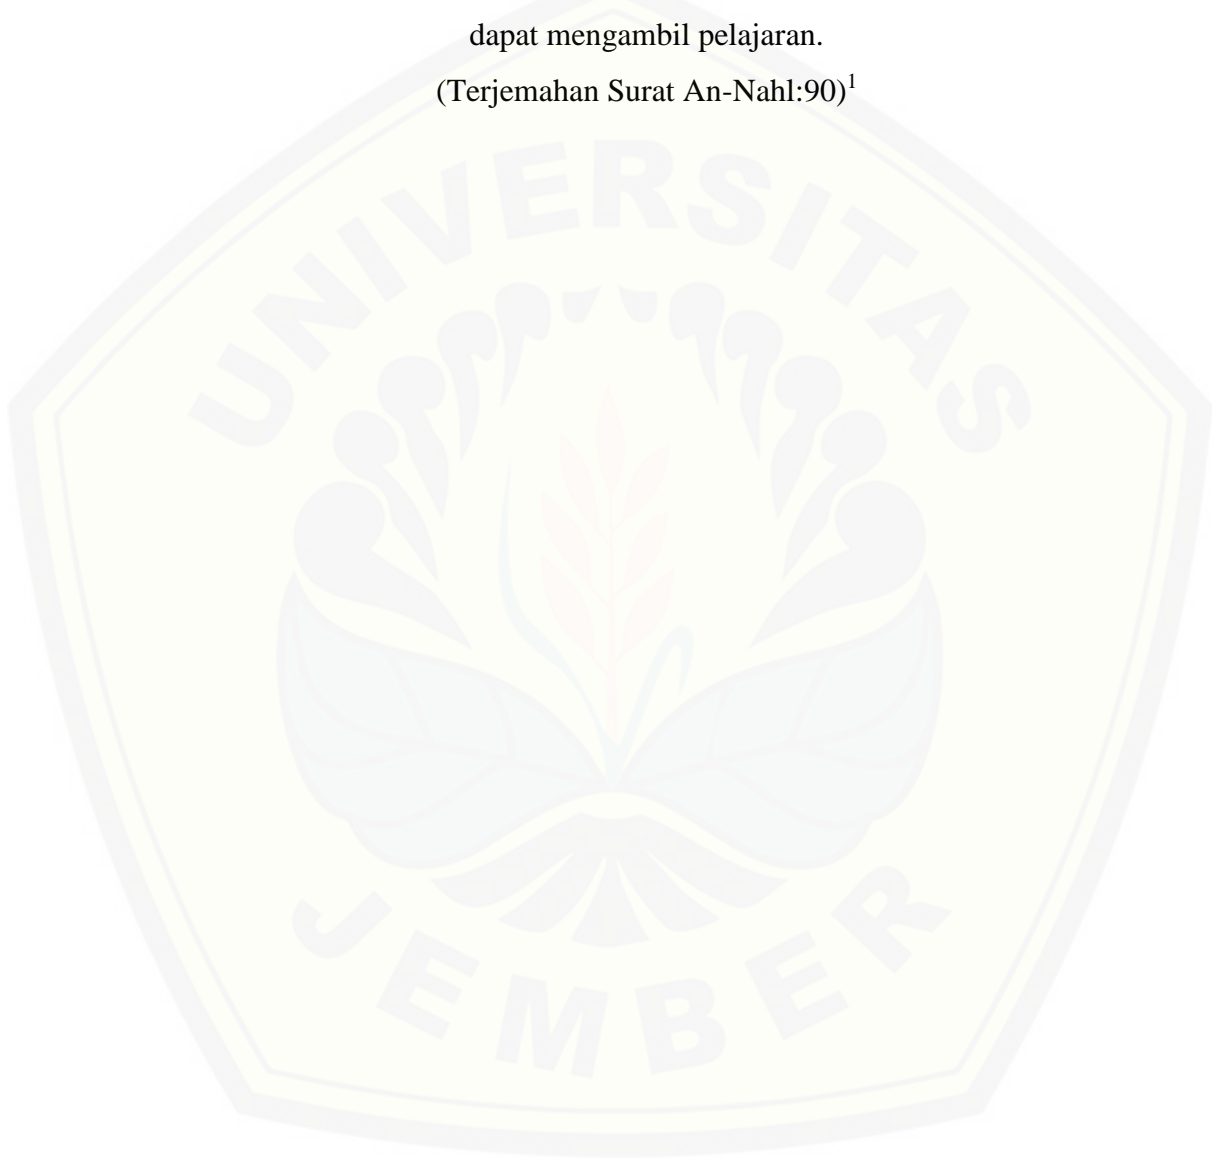 dapat mengambil pelajaran.
(Terjemahan Surat An-Nahl:90)¹
UNIVERSITAS
JEMBER